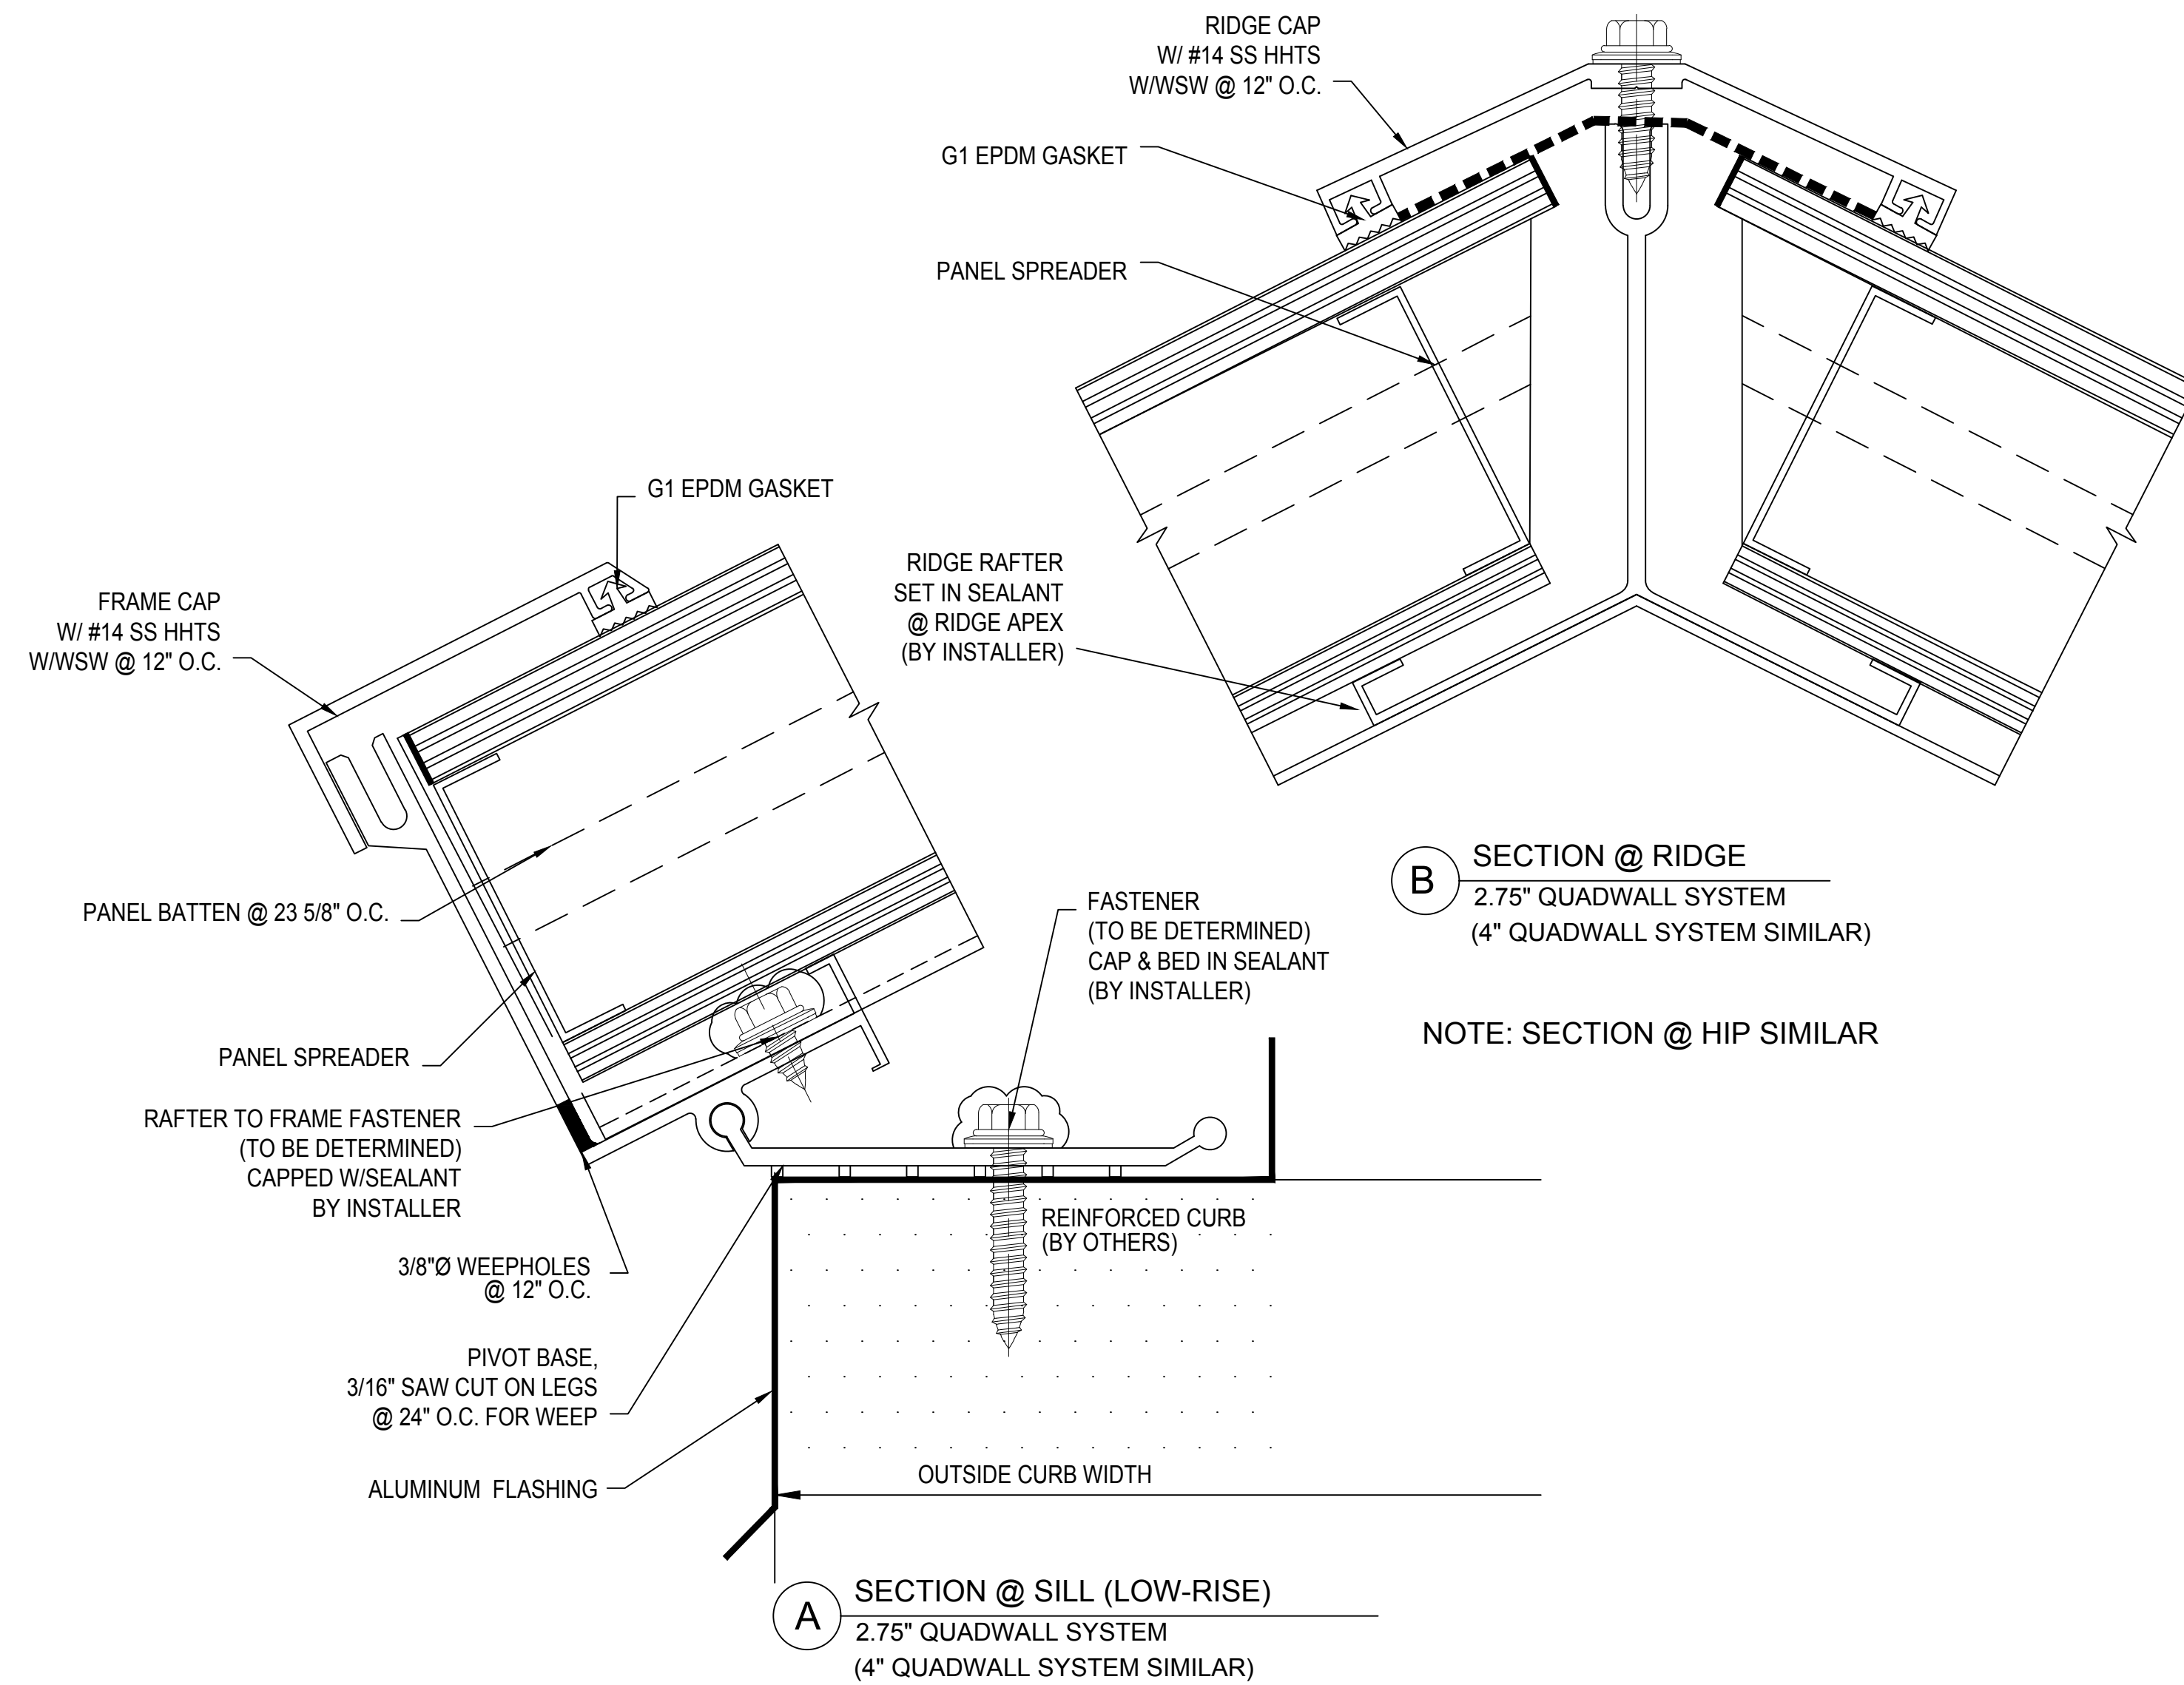 RIDGE CAP
W/ #14 SS HHTS
W/WSW @ 12" O.C.
G1 EPDM GASKET
PANEL SPREADER
RIDGE RAFTER
SET IN SEALANT
@ RIDGE APEX
(BY INSTALLER)
B
SECTION @ RIDGE
2.75" QUADWALL SYSTEM
(4" QUADWALL SYSTEM SIMILAR)
NOTE: SECTION @ HIP SIMILAR
G1 EPDM GASKET
FRAME CAP
W/ #14 SS HHTS
W/WSW @ 12" O.C.
PANEL BATTEN @ 23 5/8" O.C.
PANEL SPREADER
RAFTER TO FRAME FASTENER
(TO BE DETERMINED)
CAPPED W/SEALANT
BY INSTALLER
3/8"Ø WEEPHOLES
@ 12" O.C.
PIVOT BASE,
3/16" SAW CUT ON LEGS
@ 24" O.C. FOR WEEP
ALUMINUM FLASHING
FASTENER
(TO BE DETERMINED)
CAP & BED IN SEALANT
(BY INSTALLER)
REINFORCED CURB
(BY OTHERS)
OUTSIDE CURB WIDTH
A
SECTION @ SILL (LOW-RISE)
2.75" QUADWALL SYSTEM
(4" QUADWALL SYSTEM SIMILAR)